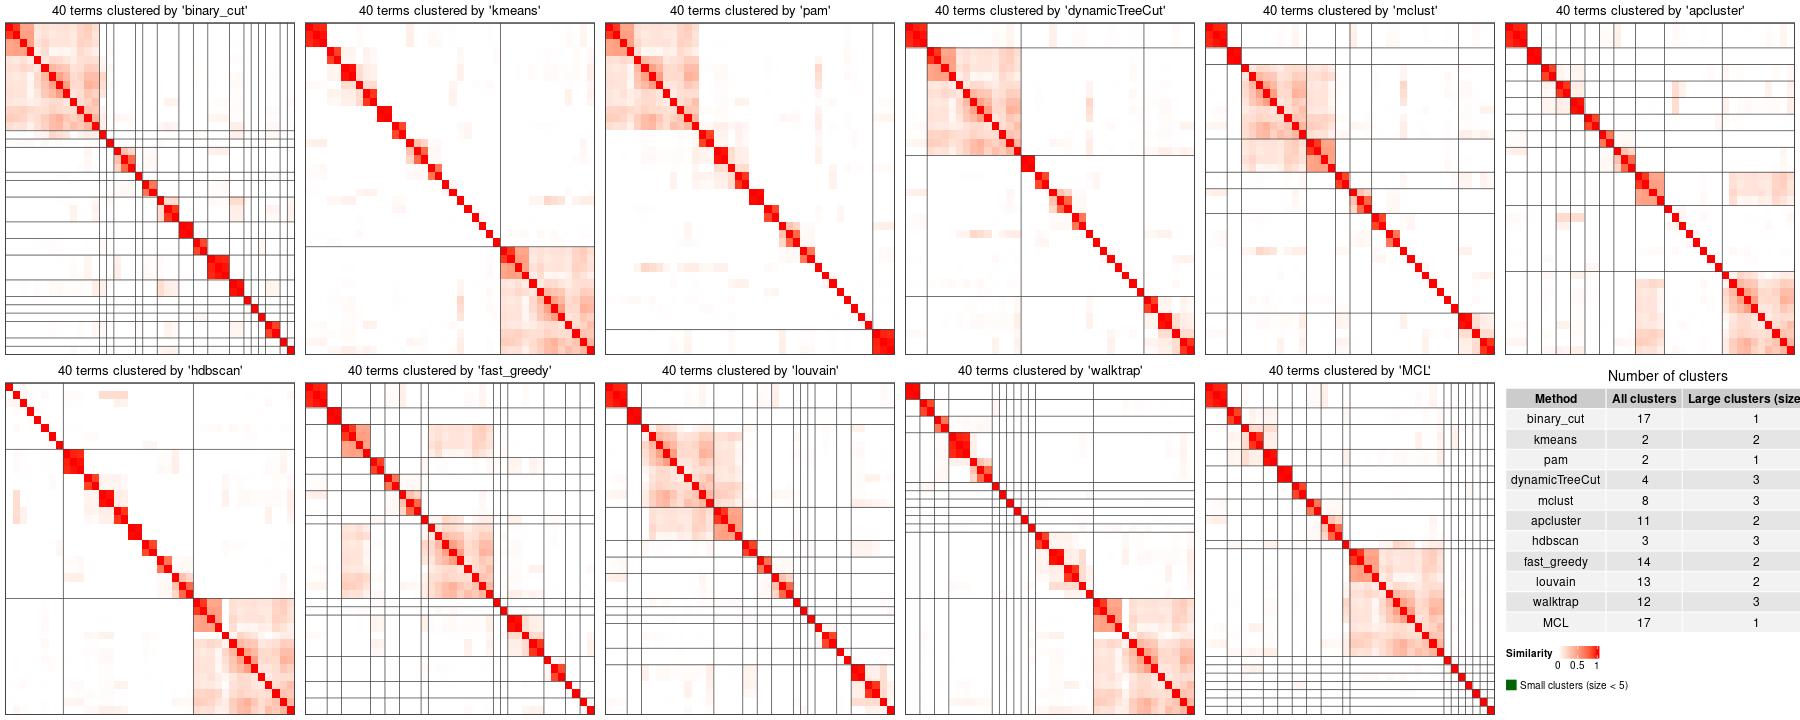 40 terms clustered by 'binary_cut'
40 terms clustered by 'kmeans'
40 terms clustered by 'pam'
40 terms clustered by 'dynamicTreeCut'
40 terms clustered by 'mclust'
40 terms clustered by 'apcluster'
40 terms clustered by 'hdbscan'
40 terms clustered by 'fast_greedy'
40 terms clustered by 'louvain'
40 terms clustered by 'walktrap'
40 terms clustered by 'MCL'
Number of clusters
Method All clusters Large clusters (size
binary_cut 17 1
kmeans 2 2
pam 2 1
dynamicTreeCut 4 3
mclust 8 3
apcluster 11 2
hdbscan 3 3
fast_greedy 14 2
louvain 13 2
walktrap 12 3
MCL 17 1
Similarity
0 0.5 1
Small clusters (size < 5)